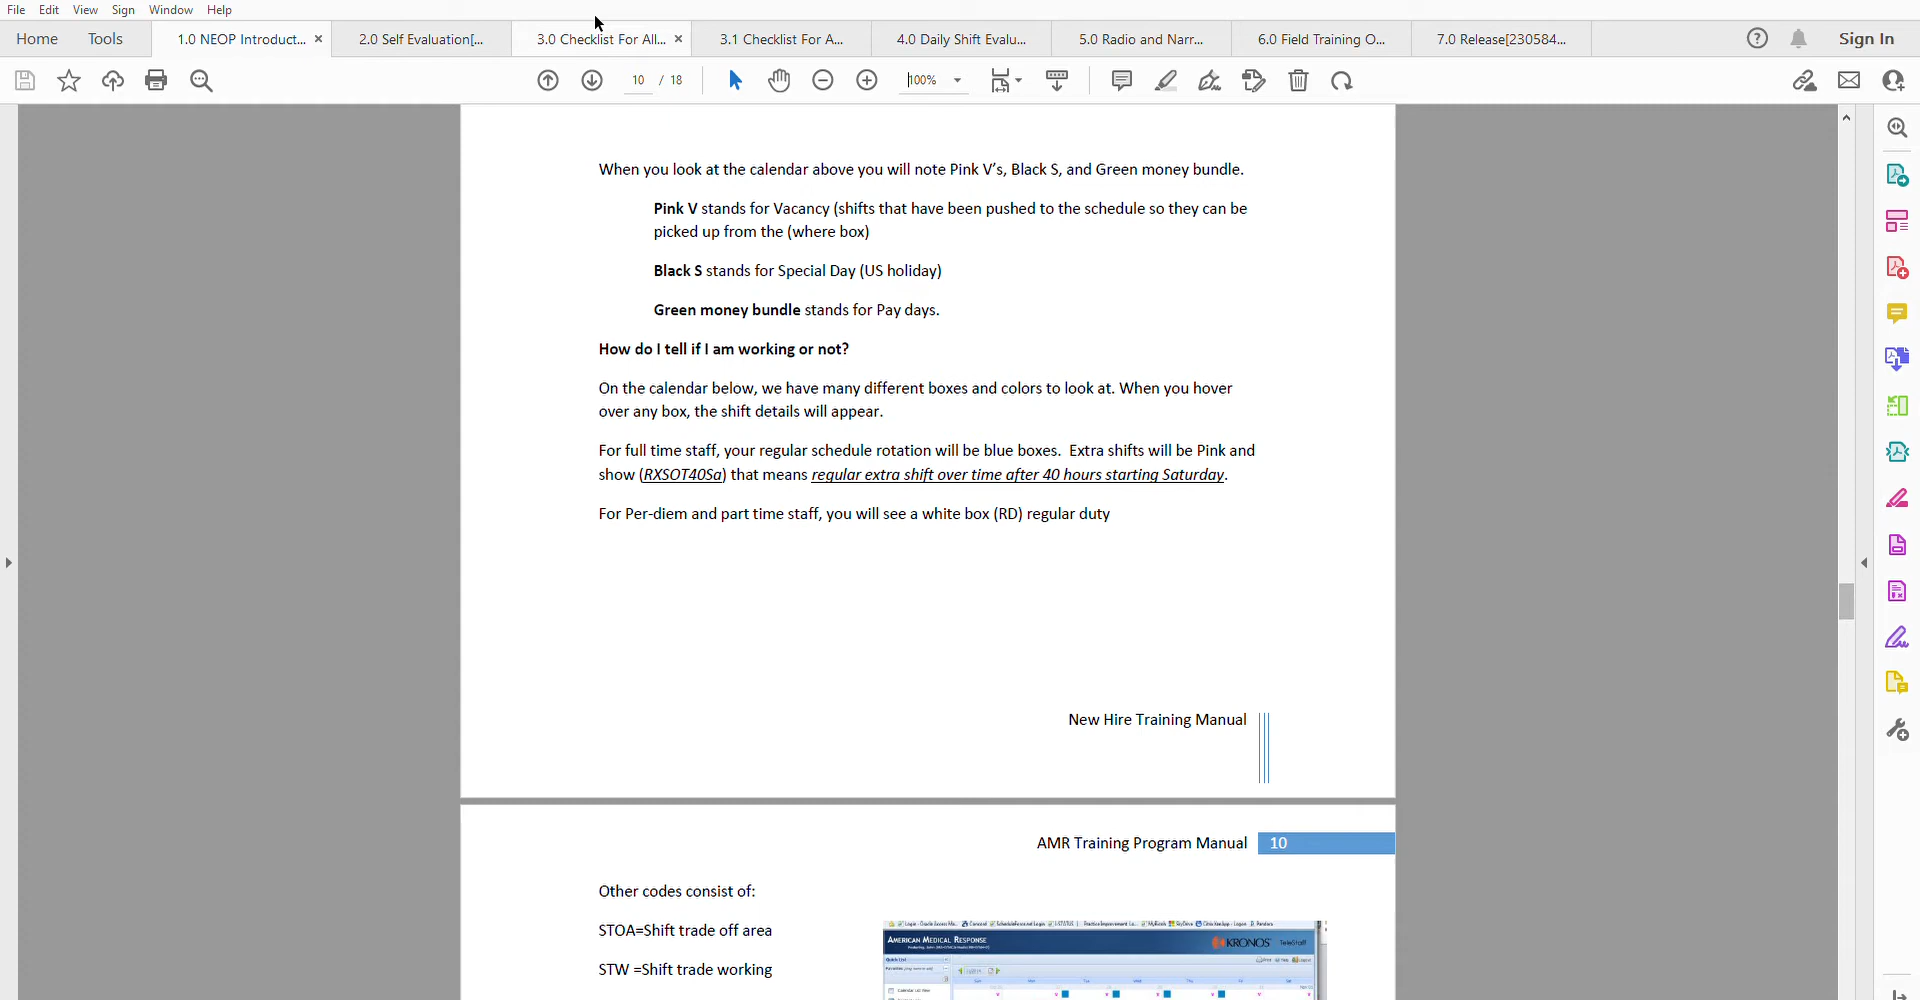 File Edit View Sign Window Help
Home Tools 1.0 NEOP Introduct... × 2.0 Self Evaluation[... 3.0 Checklist For All... × 3.1 Checklist For A... 4.0 Daily Shift Evalu... 5.0 Radio and Narr... 6.0 Field Training O... 7.0 Release[230584... Sign In
10 / 18 100%
When you look at the calendar above you will note Pink V's, Black S, and Green money bundle.
Pink V stands for Vacancy (shifts that have been pushed to the schedule so they can be
picked up from the (where box)
Black S stands for Special Day (US holiday)
Green money bundle stands for Pay days.
How do I tell if I am working or not?
On the calendar below, we have many different boxes and colors to look at. When you hover
over any box, the shift details will appear.
For full time staff, your regular schedule rotation will be blue boxes. Extra shifts will be Pink and
show (RXSOT40Sa) that means regular extra shift over time after 40 hours starting Saturday.
For Per-diem and part time staff, you will see a white box (RD) regular duty
New Hire Training Manual
AMR Training Program Manual 10
Other codes consist of:
STOA=Shift trade off area
STW =Shift trade working
AMERICAN MEDICAL RESPONSE
KRONOS TeleStaff
Quick List
Calendar List View